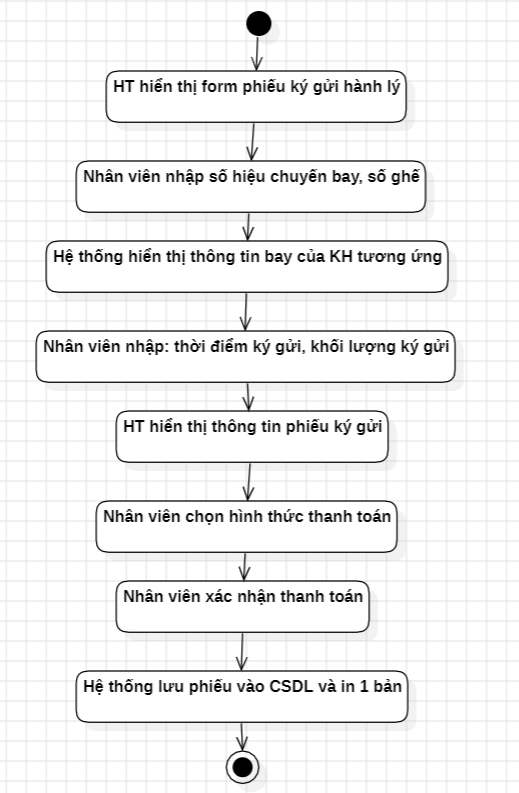 HT hiển thị form phiếu ký gửi hành lý
Nhân viên nhập số hiệu chuyến bay, số ghế
Hệ thống hiển thị thông tin bay của KH tương ứng
Nhân viên nhập: thời điểm ký gửi, khối lượng ký gửi
HT hiển thị thông tin phiếu ký gửi
Nhân viên chọn hình thức thanh toán
Nhân viên xác nhận thanh toán
Hệ thống lưu phiếu vào CSDL và in 1 bản